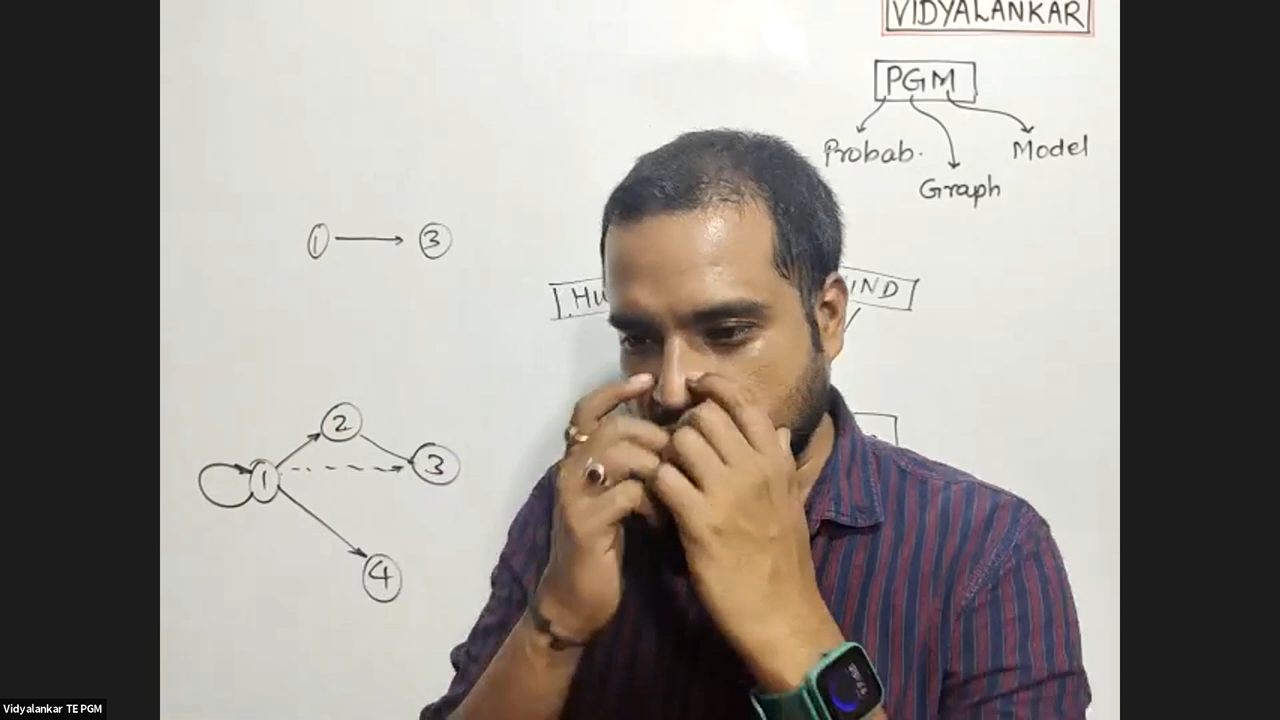 VIDYALANKAR
PGM
Probab.
Model
Graph
1
3
2
3
1
4
Vidyalankar TE PGM